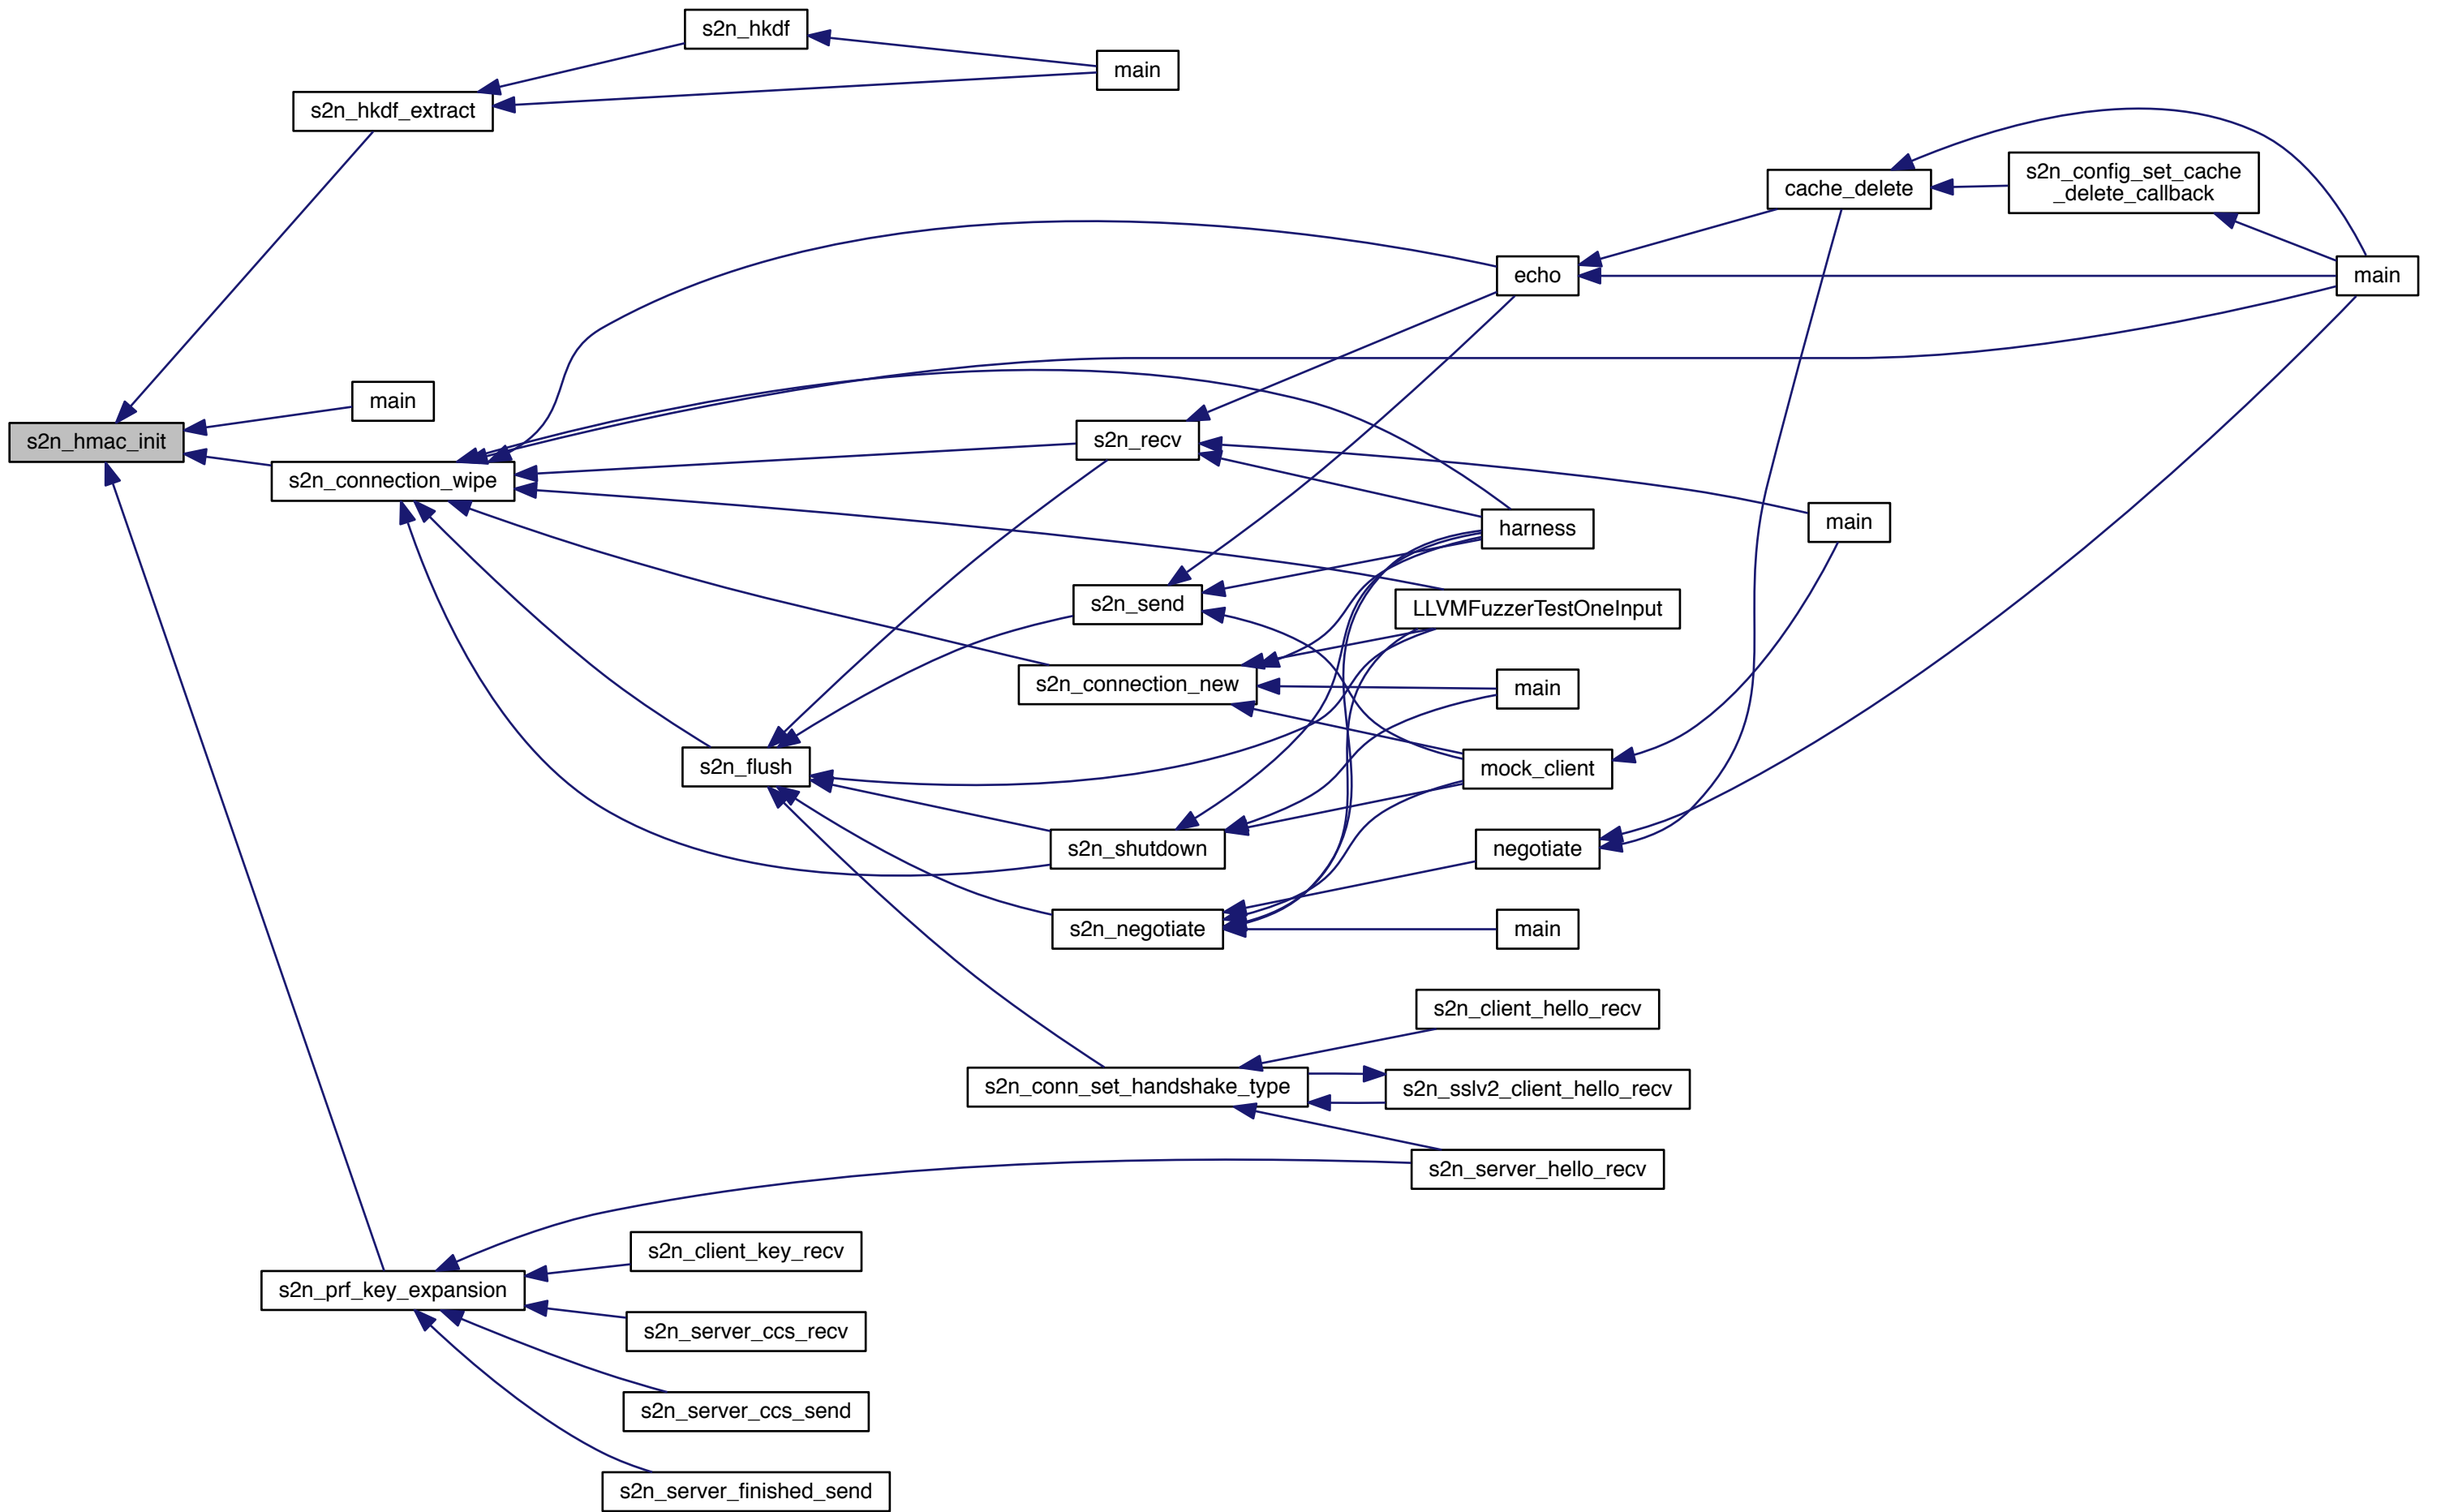 s2n_hkdf
main
s2n_hkdf_extract
s2n_config_set_cache
_delete_callback
cache_delete
echo
main
main
s2n_hmac_init
s2n_recv
s2n_connection_wipe
harness
main
s2n_send
LLVMFuzzerTestOneInput
s2n_connection_new
main
s2n_flush
mock_client
s2n_shutdown
negotiate
s2n_negotiate
main
s2n_client_hello_recv
s2n_conn_set_handshake_type
s2n_sslv2_client_hello_recv
s2n_server_hello_recv
s2n_client_key_recv
s2n_prf_key_expansion
s2n_server_ccs_recv
s2n_server_ccs_send
s2n_server_finished_send